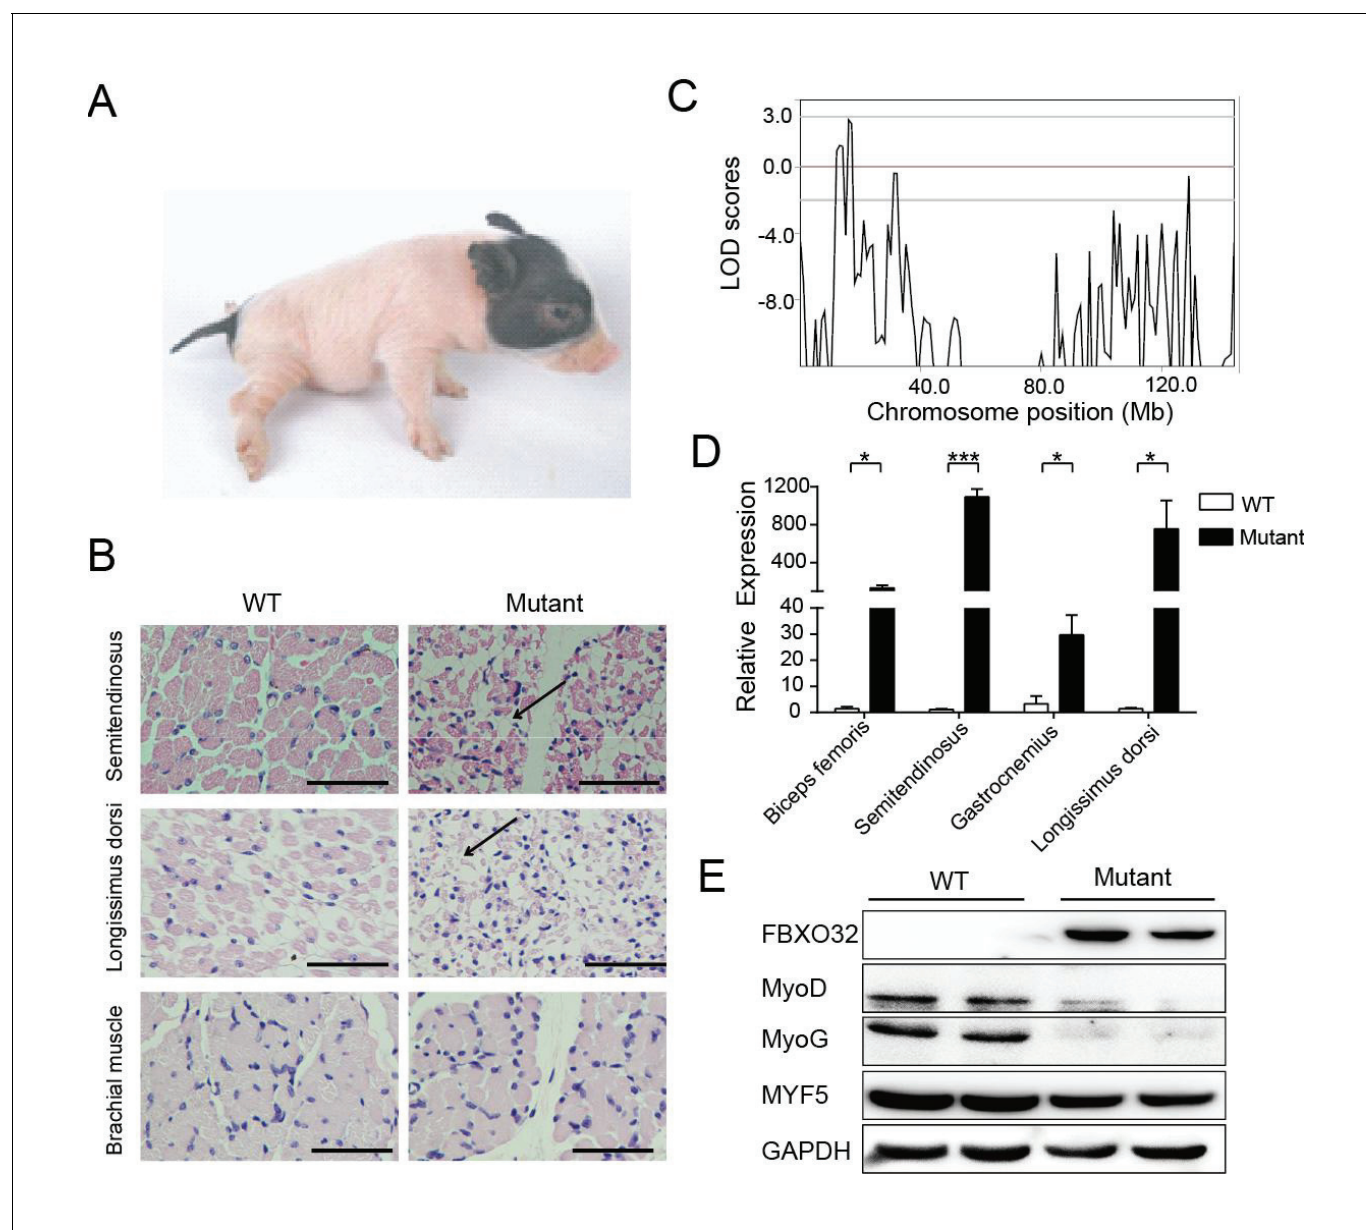 A
B
WT
Mutant
Semitendinosus
Longissimus dorsi
Brachial muscle
C
LOD scores
3.0
0.0
-4.0
-8.0
40.0
80.0
120.0
Chromosome position (Mb)
D
*
***
*
*
Relative Expression
1200
800
400
40
30
20
10
0
WT
Mutant
Biceps femoris
Semitendinosus
Gastrocnemius
Longissimus dorsi
E
WT
Mutant
FBXO32
MyoD
MyoG
MYF5
GAPDH